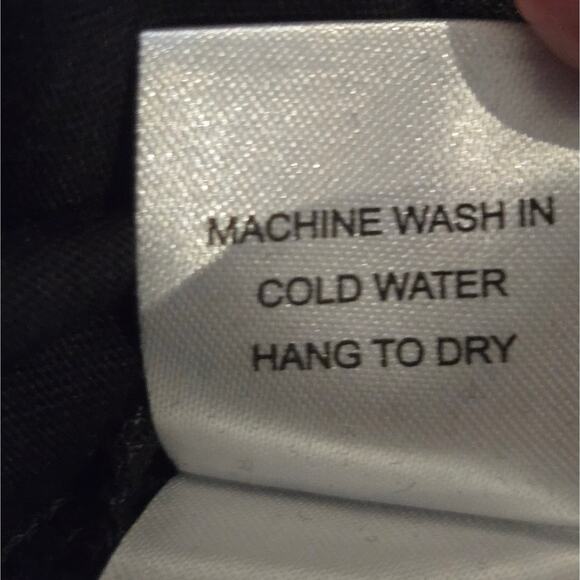 MACHINE WASH IN
COLD WATER
HANG TO DRY